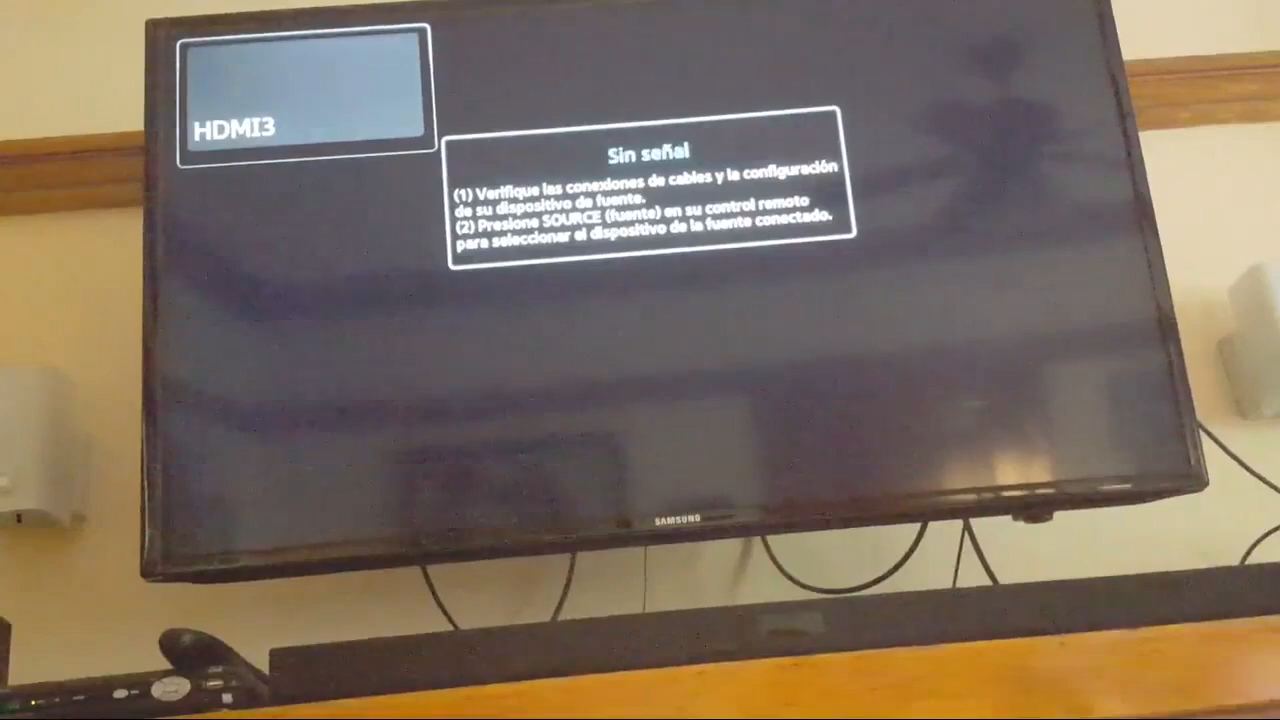 HDMI3
Sin señal
(1) Verifique las conexiones de cables y la configuración
de su dispositivo de fuente.
(2) Presione SOURCE (fuente) en su control remoto
para seleccionar el dispositivo de la fuente conectado.
SAMSUNG